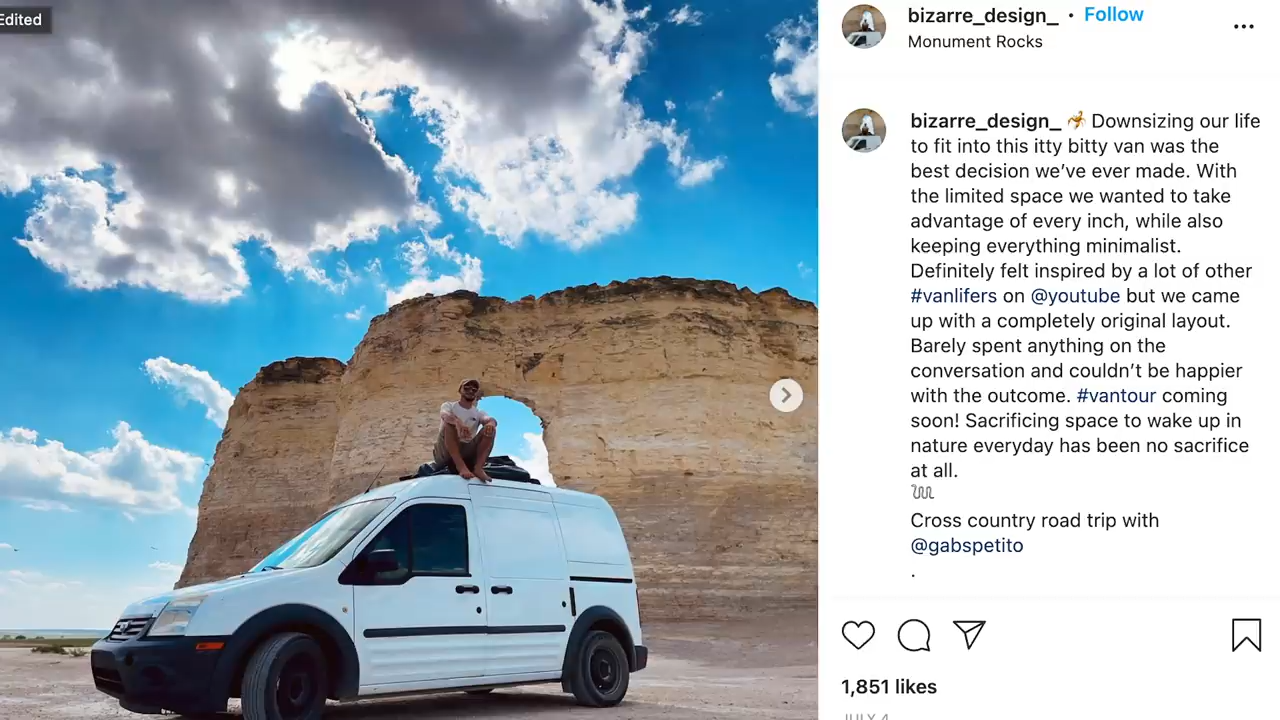 Edited
bizarre_design_ • Follow
Monument Rocks
bizarre_design_ Downsizing our life
to fit into this itty bitty van was the
best decision we’ve ever made. With
the limited space we wanted to take
advantage of every inch, while also
keeping everything minimalist.
Definitely felt inspired by a lot of other
#vanlifers on @youtube but we came
up with a completely original layout.
Barely spent anything on the
conversation and couldn’t be happier
with the outcome. #vantour coming
soon! Sacrificing space to wake up in
nature everyday has been no sacrifice
at all.
Cross country road trip with
@gabspetito
.
1,851 likes
JULY 4